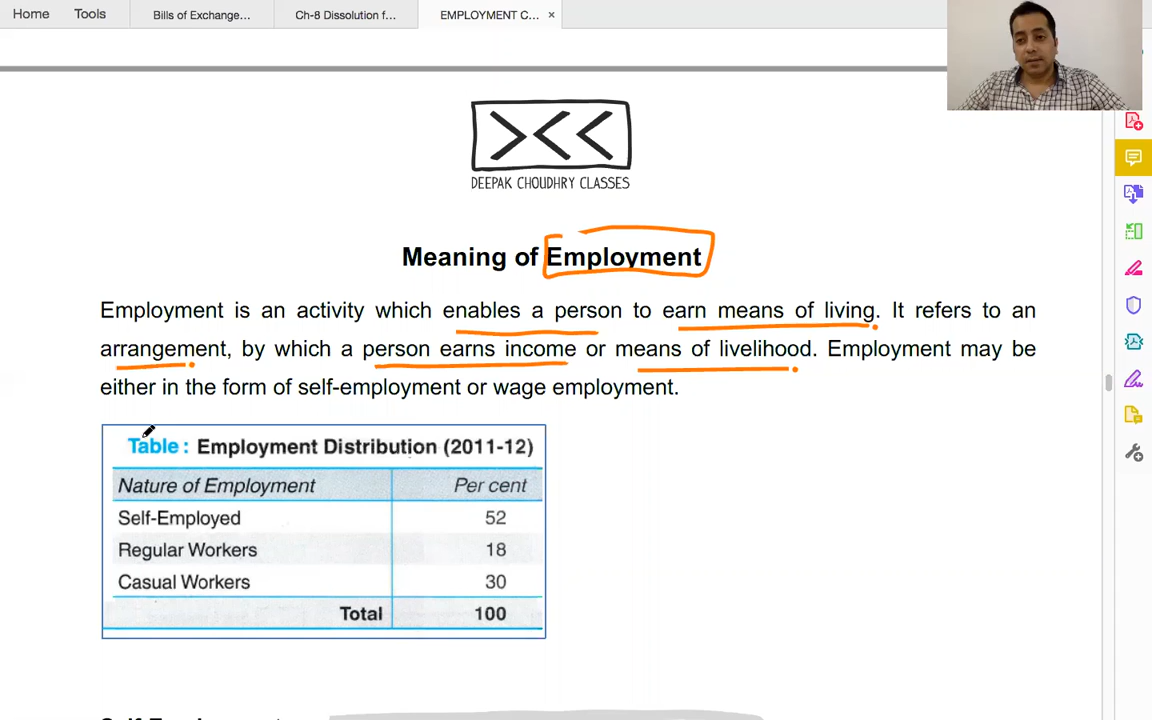 Home Tools Bills of Exchange... Ch-8 Dissolution f... EMPLOYMENT C... ×
DEEPAK CHOUDHRY CLASSES
Meaning of Employment
Employment is an activity which enables a person to earn means of living. It refers to an
arrangement, by which a person earns income or means of livelihood. Employment may be
either in the form of self-employment or wage employment.
Table : Employment Distribution (2011-12)
Nature of Employment Per cent
Self-Employed 52
Regular Workers 18
Casual Workers 30
Total 100